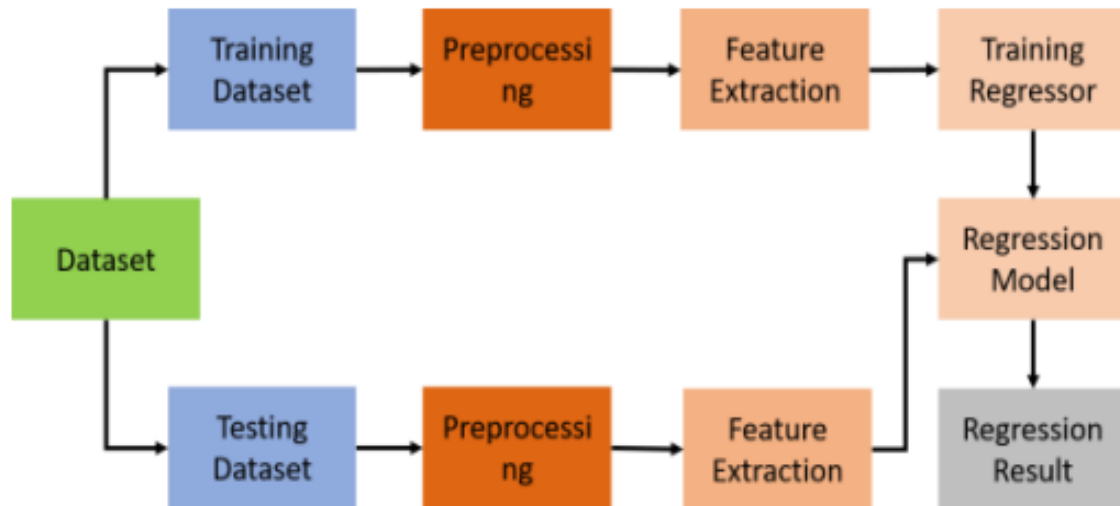 Training
Dataset
Preprocessi
ng
Feature
Extraction
Training
Regressor
Dataset
Regression
Model
Testing
Dataset
Preprocessi
ng
Feature
Extraction
Regression
Result